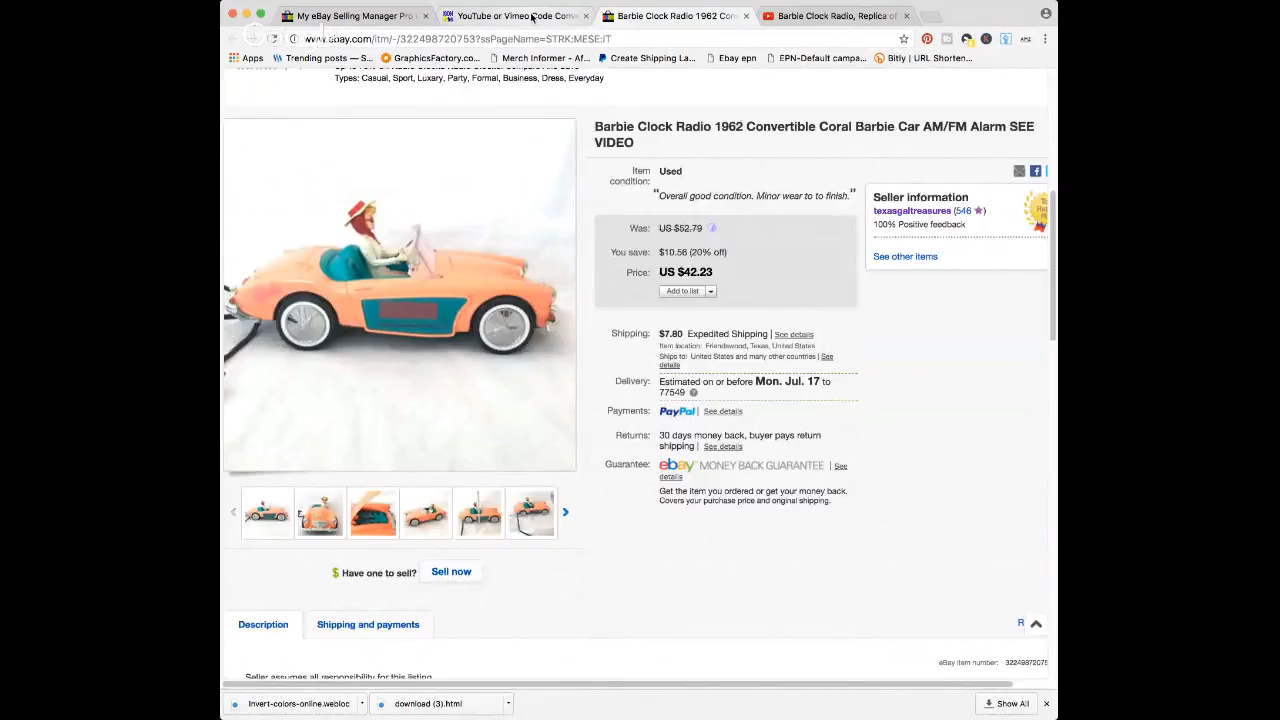 My eBay Selling Manager Pro
YouTube or Vimeo Code Conv
Barbie Clock Radio 1962 Con
Barbie Clock Radio, Replica of
www.ebay.com/itm/-/322498720753?ssPageName=STRK:MESE:IT
Apps
Trending posts — S...
GraphicsFactory.co...
Merch Informer - Af...
Create Shipping La...
Ebay epn
EPN-Default campa...
Bitly | URL Shorten...
Types: Casual, Sport, Luxary, Party, Formal, Business, Dress, Everyday
Barbie Clock Radio 1962 Convertible Coral Barbie Car AM/FM Alarm SEE
VIDEO
Item
condition:
Used
“Overall good condition. Minor wear to to finish.”
Was: US $52.79
You save: $10.56 (20% off)
Price: US $42.23
Add to list
Seller information
texasgaltreasures (546 )
100% Positive feedback
See other items
Shipping: $7.80 Expedited Shipping | See details
Item location: Friendswood, Texas, United States
Ships to: United States and many other countries | See
details
Delivery: Estimated on or before Mon. Jul. 17 to
77549
Payments: PayPal | See details
Returns: 30 days money back, buyer pays return
shipping | See details
Guarantee: ebay MONEY BACK GUARANTEE | See
details
Get the item you ordered or get your money back.
Covers your purchase price and original shipping.
$ Have one to sell? Sell now
Description
Shipping and payments
eBay item number:
Seller assumes all responsibility for this listing.
Invert-colors-online.webloc
download (3).html
Show All